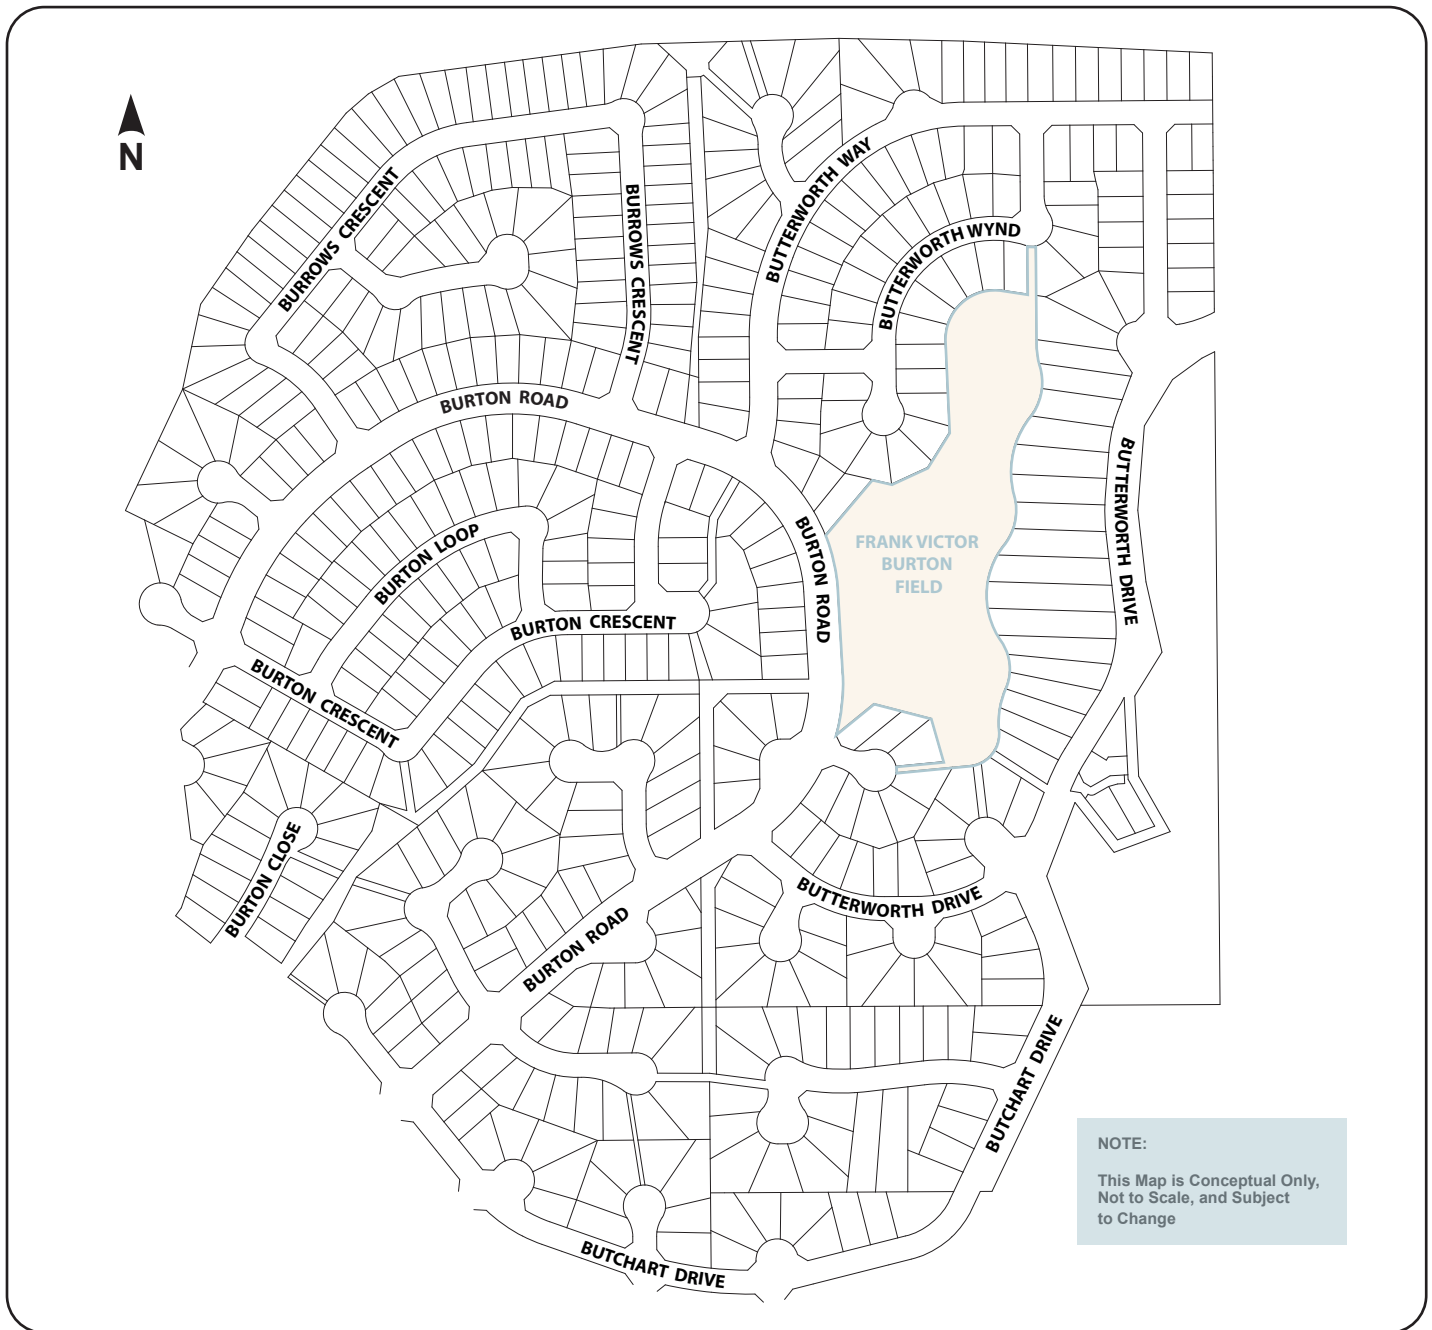 N
BURROWS CRESCENT
BURROWS CRESCENT
BUTTERWORTH WAY
BUTTERWORTH WYND
BURTON ROAD
BUTTERWORTH DRIVE
BURTON LOOP
BURTON ROAD
FRANK VICTOR
BURTON
FIELD
BURTON CRESCENT
BURTON CRESCENT
BURTON CLOSE
BUTTERWORTH DRIVE
BURTON ROAD
BUTCHART DRIVE
BUTCHART DRIVE
NOTE:
This Map is Conceptual Only,
Not to Scale, and Subject
to Change